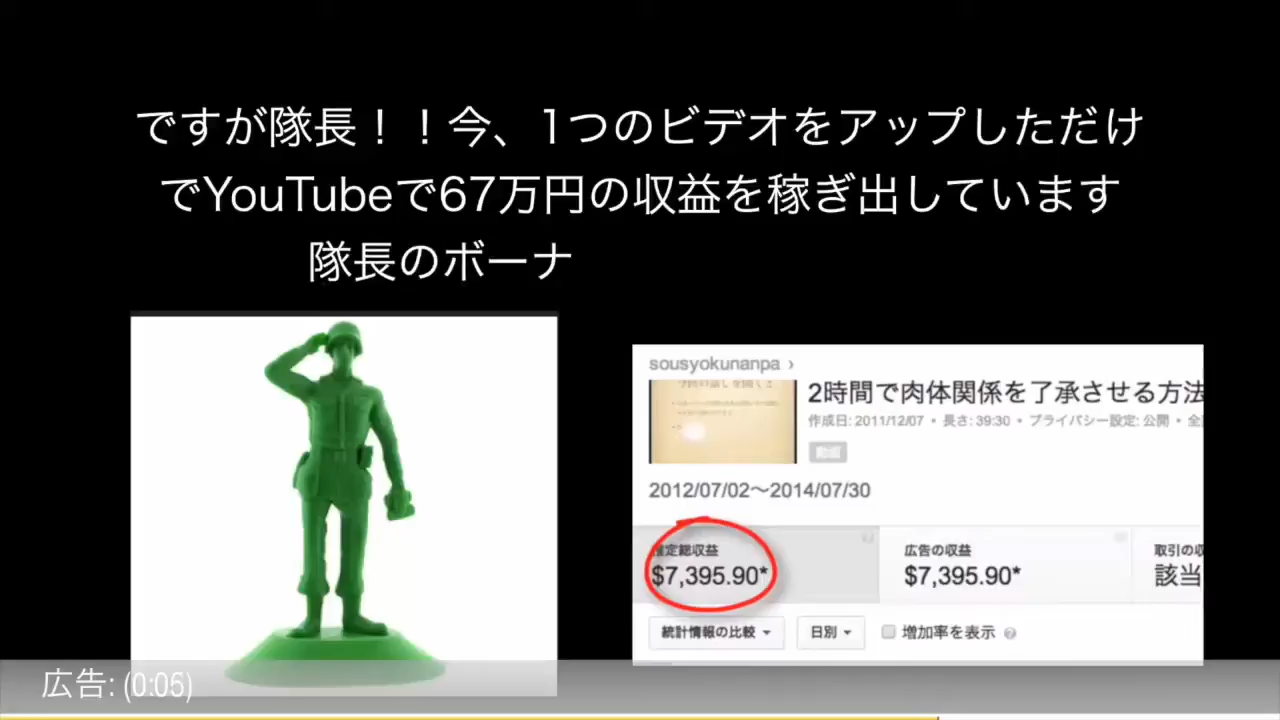 ですが隊長！！今、1つのビデオをアップしただけ
でYouTubeで67万円の収益を稼ぎ出しています
隊長のボーナ
sousyokunanpa ›
2時間で肉体関係を了承させる方法
作成日: 2011/12/07 • 長さ: 39:30 • プライバシー設定: 公開 • 全
2012/07/02～2014/07/30
推定総収益
$7,395.90*
広告の収益
$7,395.90*
取引の収
該当
統計情報の比較
日別
増加率を表示
広告: (0:05)